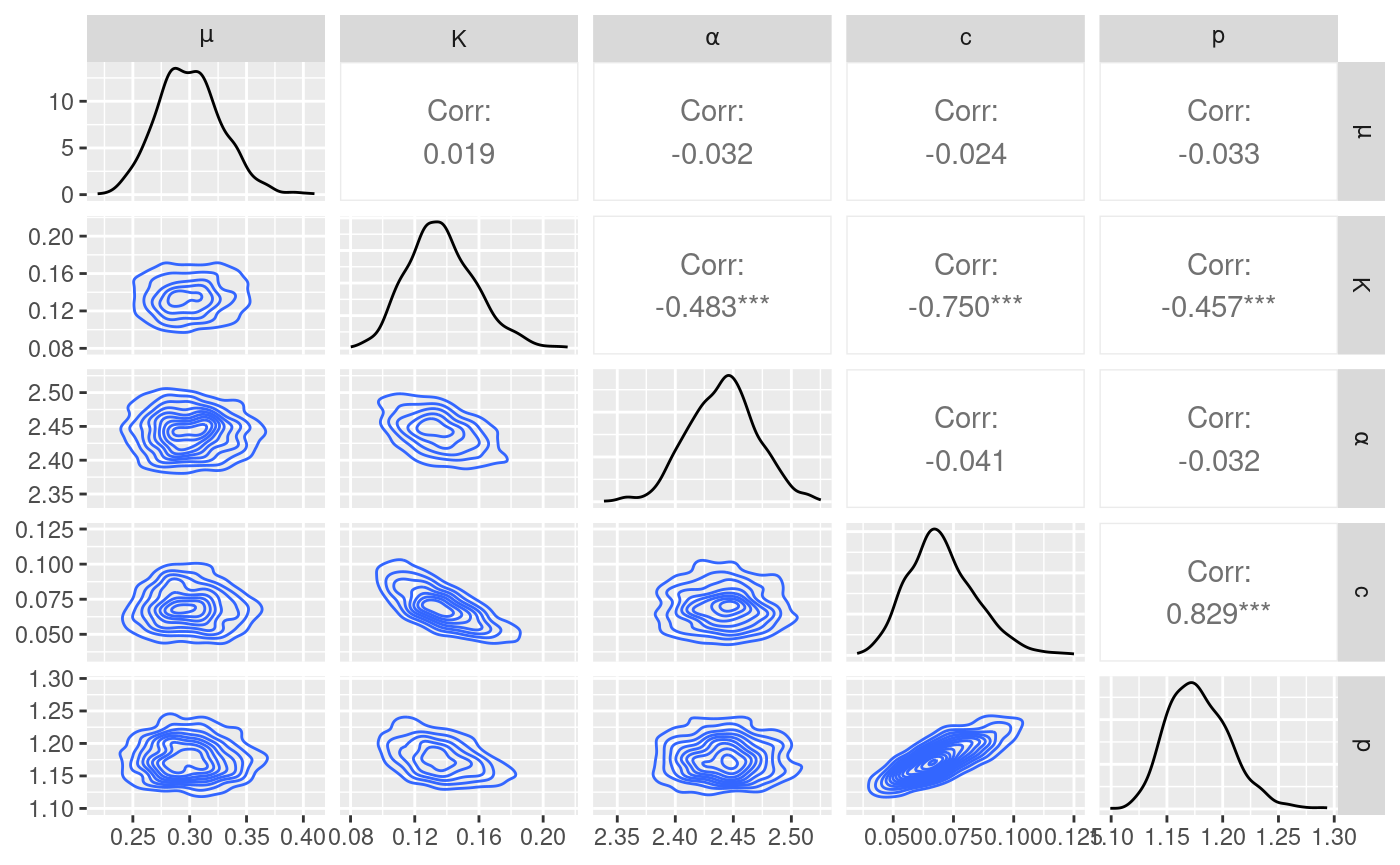 μ K α c p
10
5
0
Corr:
0.019
Corr:
-0.032
Corr:
-0.024
Corr:
-0.033
μ
0.20
0.16
0.12
0.08
Corr:
-0.483***
Corr:
-0.750***
Corr:
-0.457***
K
2.50
2.45
2.40
2.35
Corr:
-0.041
Corr:
-0.032
α
0.125
0.100
0.075
0.050
Corr:
0.829***
c
1.30
1.25
1.20
1.15
1.10
p
0.25 0.30 0.35 0.40 0.08 0.12 0.16 0.20 2.35 2.40 2.45 2.50 0.050 0.075 0.100 0.125 1.10 1.15 1.20 1.25 1.30